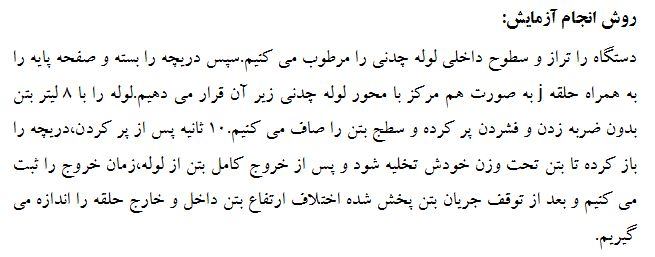 روش انجام آزمایش:
دستگاه را تراز و سطوح داخلی لوله چدنی را مرطوب می کنیم.سپس دریچه را بسته و صفحه پایه را
به همراه حلقه j به صورت هم مرکز با محور لوله چدنی زیر آن قرار می دهیم.لوله را با ۸ لیتر بتن
بدون ضربه زدن و فشردن پر کرده و سطح بتن را صاف می کنیم.۱۰ ثانیه پس از پر کردن،دریچه را
باز کرده تا بتن تحت وزن خودش تخلیه شود و پس از خروج کامل بتن از لوله،زمان خروج را ثبت
می کنیم و بعد از توقف جریان بتن پخش شده اختلاف ارتفاع بتن داخل و خارج حلقه را اندازه می
گیریم.